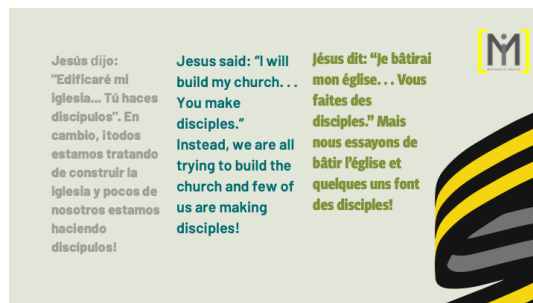 Jesús dijo:
"Edificaré mi
iglesia... Tú haces
discípulos". En
cambio, ¡todos
estamos tratando
de construir la
iglesia y pocos de
nosotros estamos
haciendo
discípulos!
Jesus said: “I will
build my church. . .
You make
disciples.”
Instead, we are all
trying to build the
church and few of
us are making
disciples!
Jésus dit: “Je bâtirai
mon église. . . Vous
faites des
disciples.” Mais
nous essayons de
bâtir l’église et
quelques uns font
des disciples!